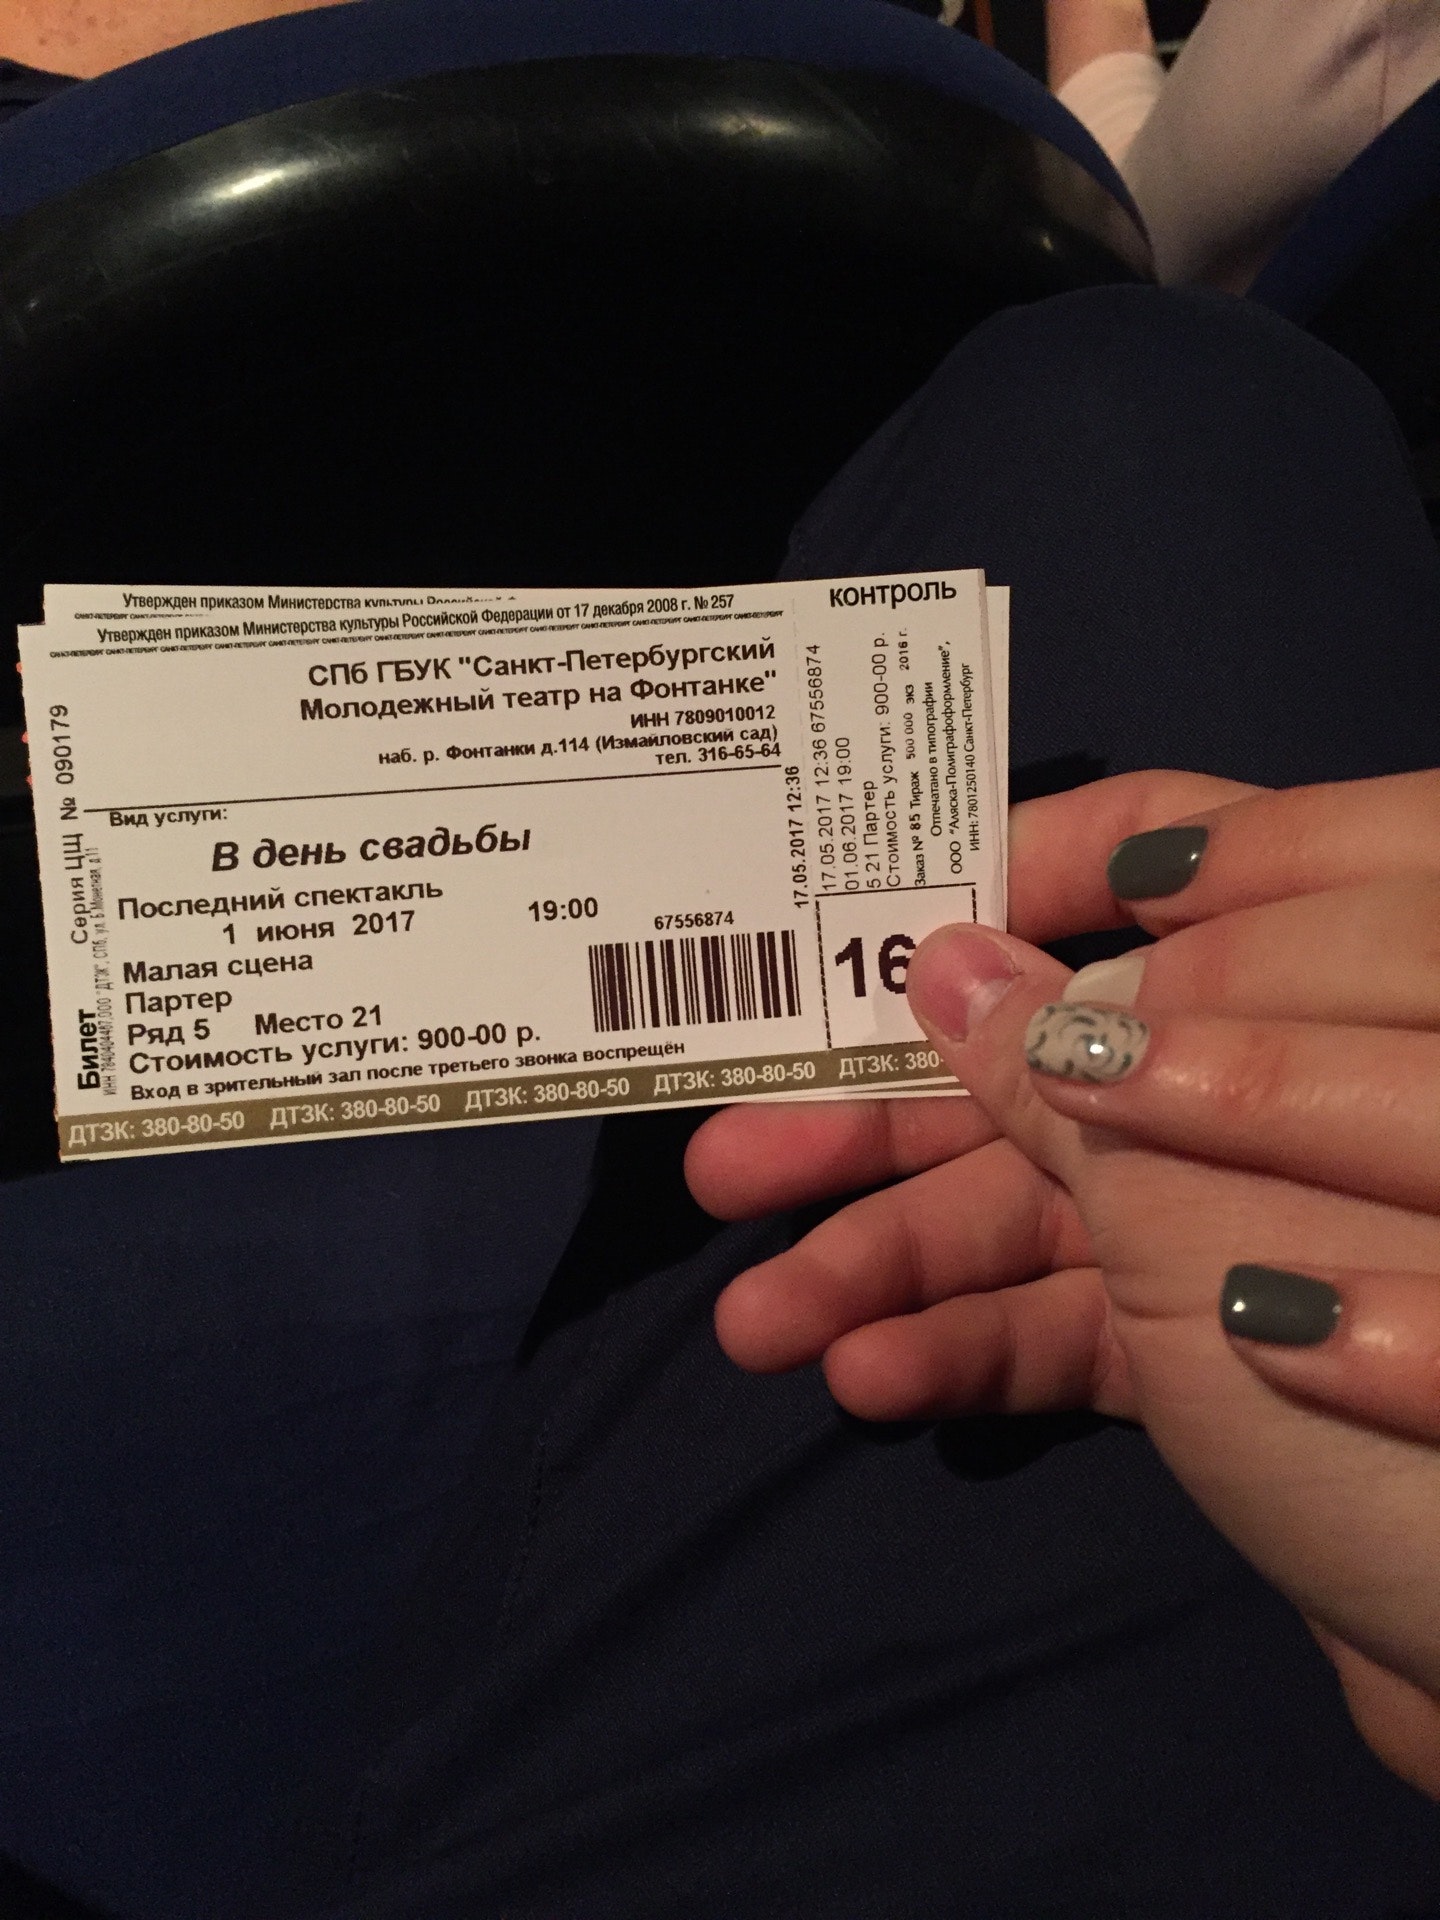 Утвержден приказом Министерства культуры
Утвержден приказом Министерства культуры Российской Федерации от 17 декабря 2008 г. № 257
СПб ГБУК "Санкт-Петербургский
Молодежный театр на Фонтанке"
ИНН 7809010012
наб. р. Фонтанки д.114 (Измайловский сад)
тел. 316-65-64
Вид услуги:
В день свадьбы
Последний спектакль
1 июня 2017 19:00
67556874
Малая сцена
Партер
Ряд 5 Место 21
Стоимость услуги: 900-00 р.
Вход в зрительный зал после третьего звонка воспрещён
ДТЗК: 380-80-50 ДТЗК: 380-80-50 ДТЗК: 380-80-50 ДТЗК: 380-80-50 ДТЗК: 380-
Билет Серия ЦЩ № 090179
17.05.2017 12:36
контроль
17.05.2017 12:36 67556874
01.06.2017 19:00
5 21 Партер
Стоимость услуги: 900-00 р.
Заказ № 85 Тираж 500 000 экз 2016 г.
Отпечатано в типографии
ООО "Аляска-Полиграфоформление",
ИНН: 7801250140 Санкт-Петербург
16